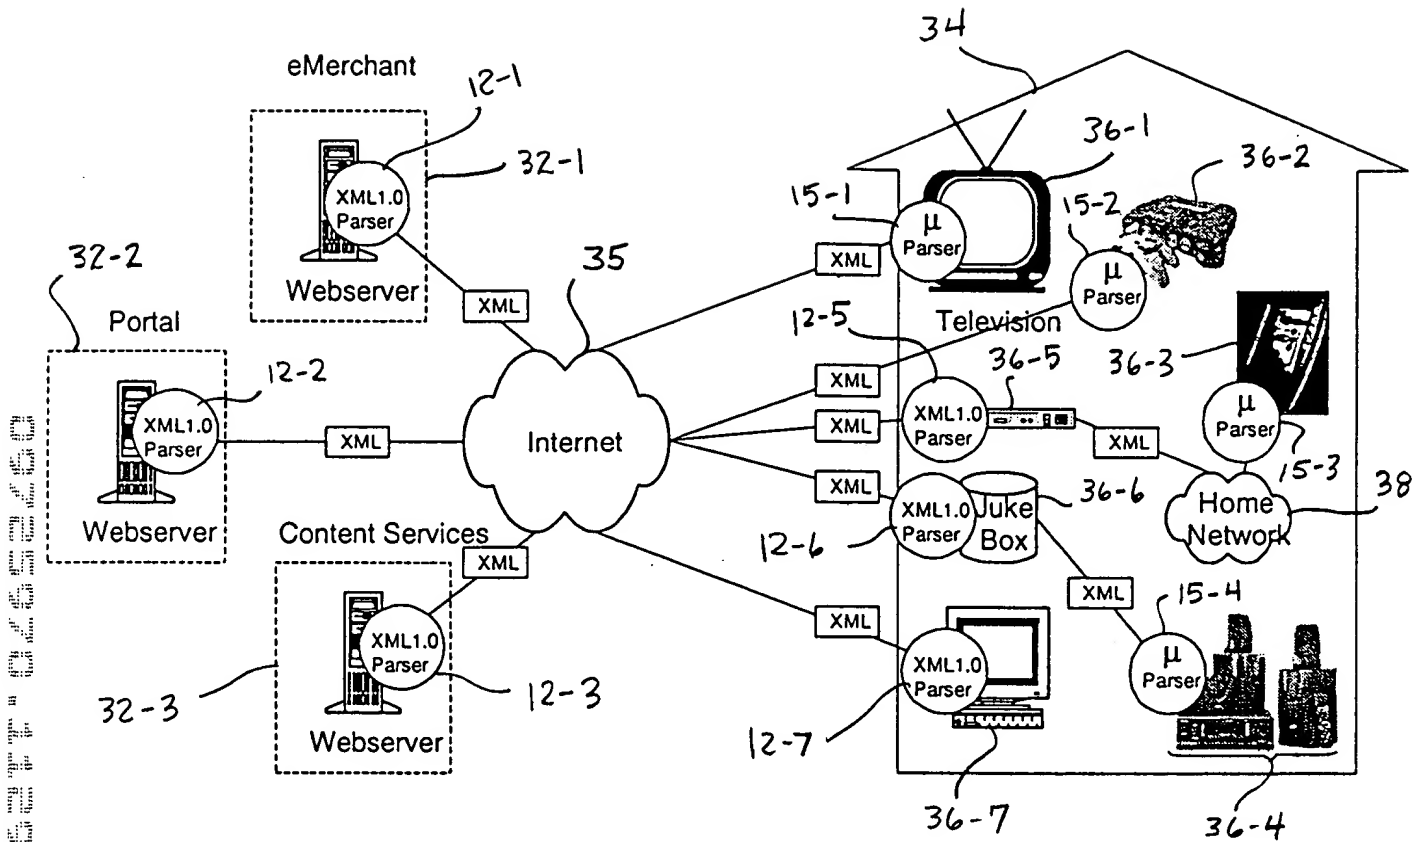 34
eMerchant
12-1
XML1.0
Parser
32-1
Webserver
XML
32-2
Portal
12-2
XML1.0
Parser
Webserver
XML
Content Services
XML
XML1.0
Parser
32-3
12-3
Webserver
35
Internet
36-1
15-1
μ
Parser
XML
Television
36-2
15-2
μ
Parser
XML
12-5
36-5
XML1.0
Parser
XML
XML
36-3
μ
Parser
15-3
38
Home
Network
36-6
XML1.0
Parser
Juke
Box
12-6
XML
XML
15-4
μ
Parser
36-4
XML
XML1.0
Parser
12-7
36-7